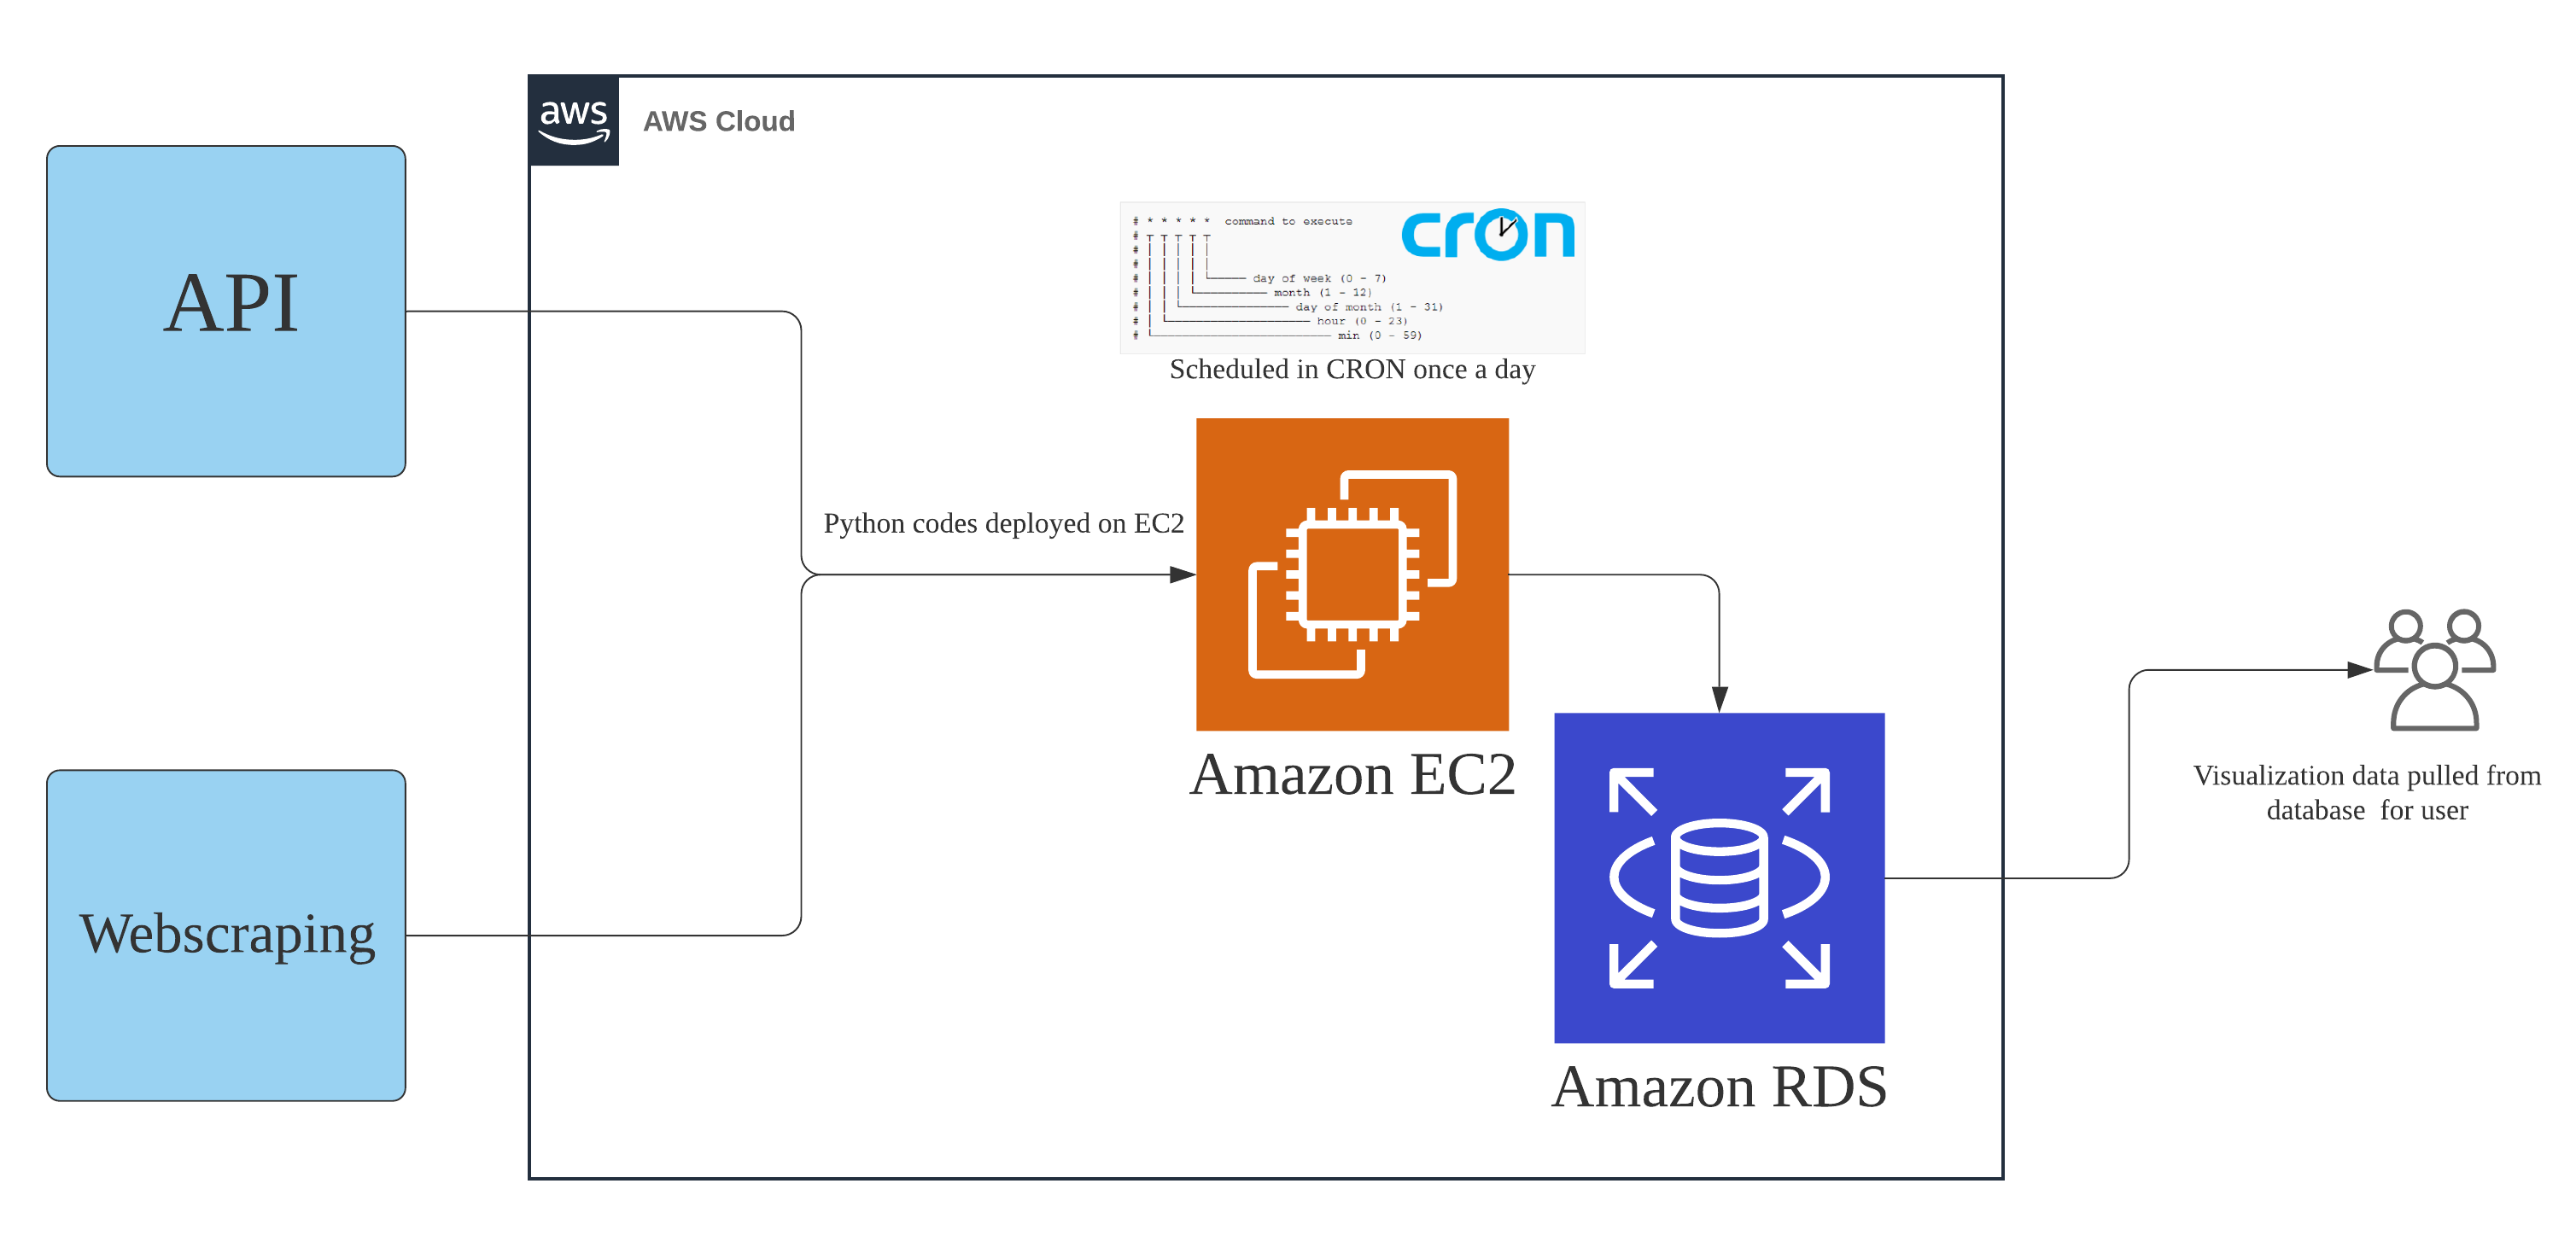 aws
AWS Cloud
API
# * * * * * command to execute
#
#
#
# day of week (0 - 7)
# month (1 - 12)
# day of month (1 - 31)
# hour (0 - 23)
# min (0 - 59)
cron
Scheduled in CRON once a day
Python codes deployed on EC2
Amazon EC2
Visualization data pulled from
database for user
Webscraping
Amazon RDS